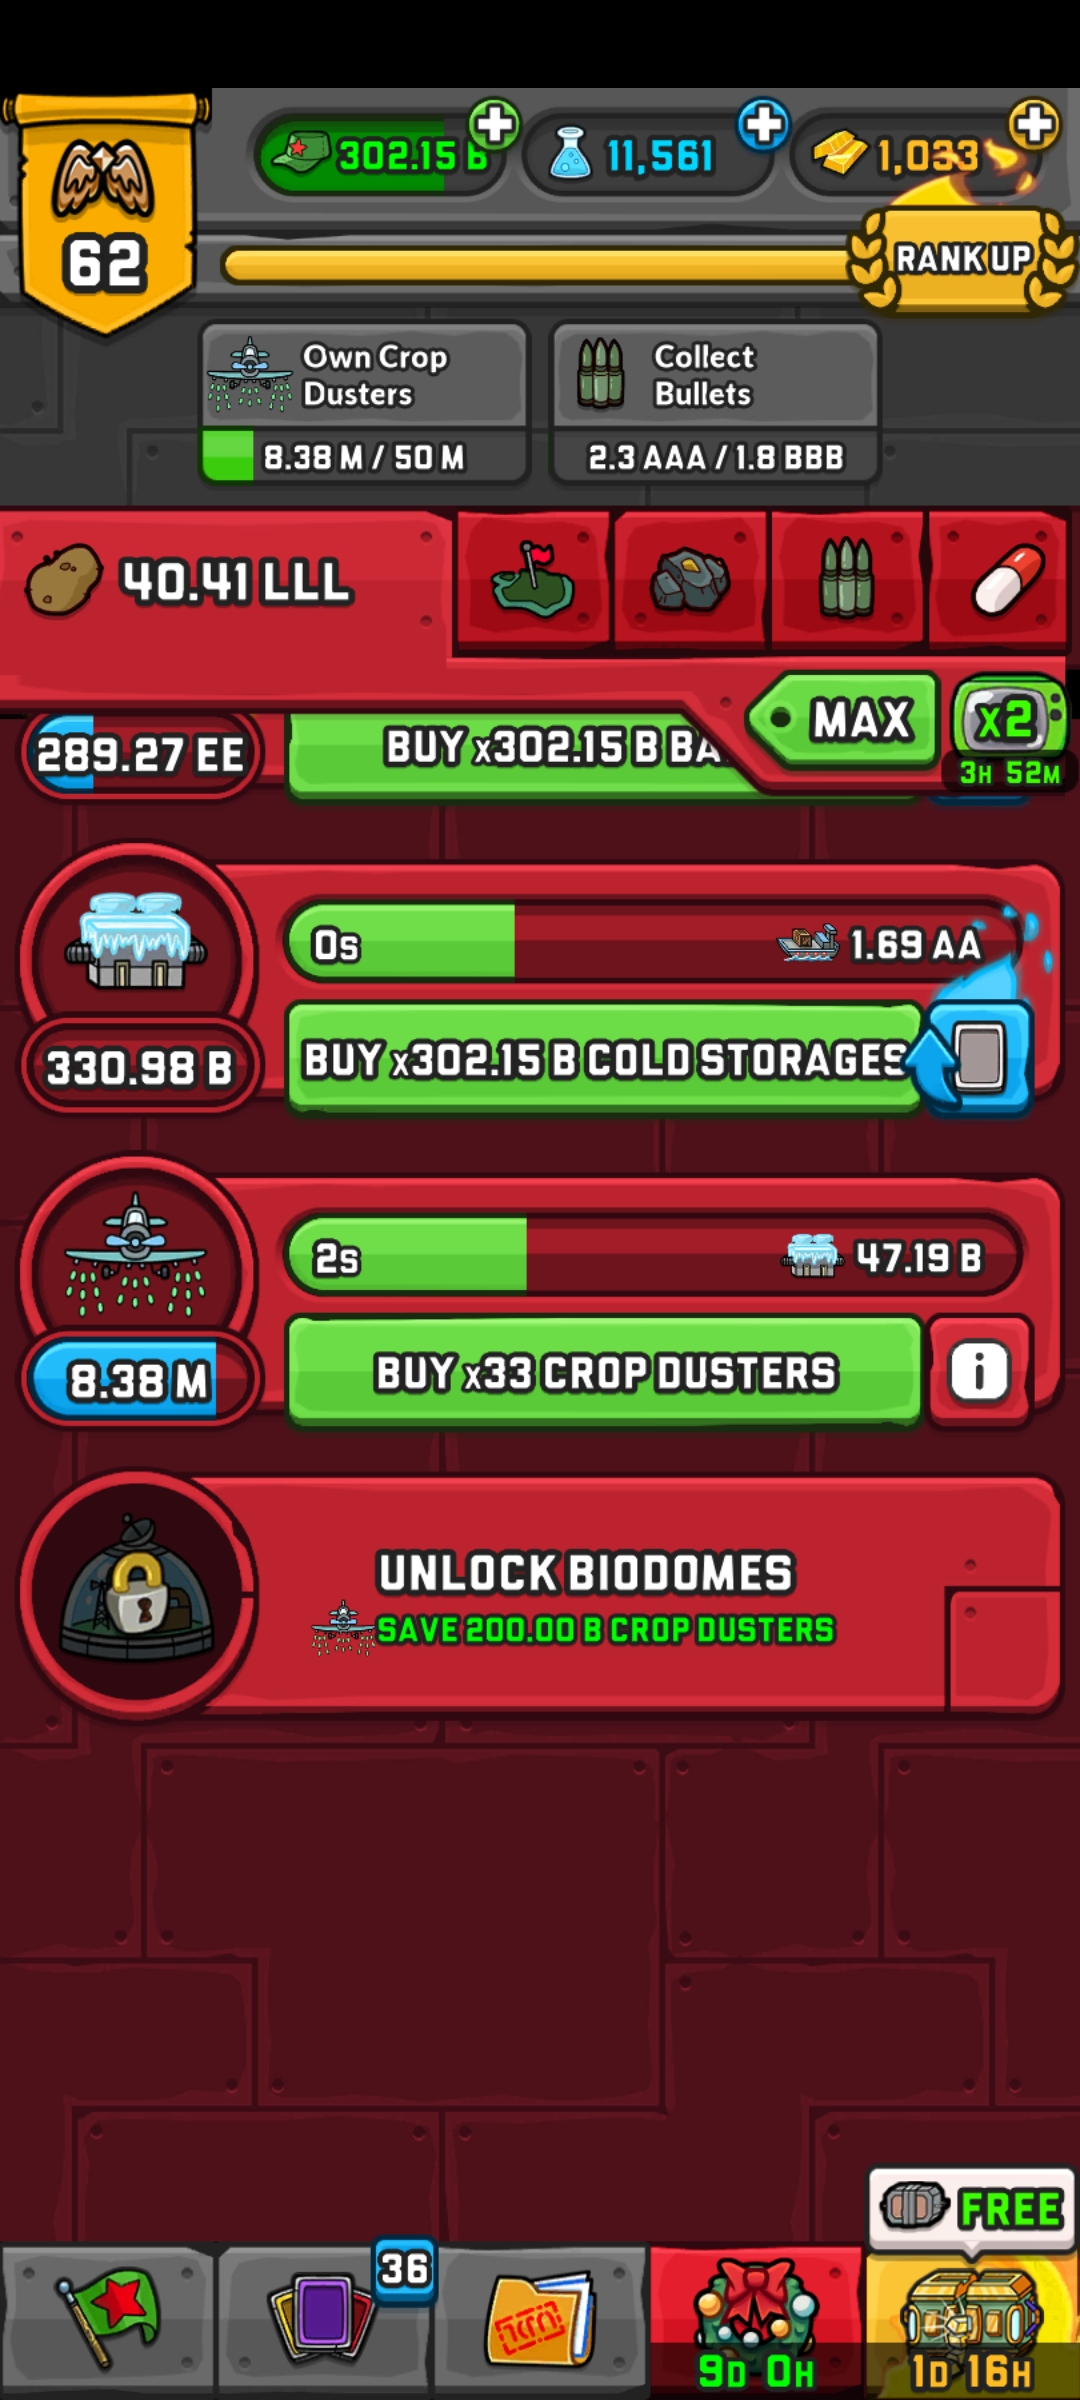 302.15 B
11,561
1,033
62
RANK UP
Own Crop
Dusters
8.38 M / 50 M
Collect
Bullets
2.3 AAA / 1.8 BBB
40.41 LLL
MAX
x2
3H 52M
289.27 EE
BUY x302.15 B BA
0s
1.69 AA
330.98 B
BUY x302.15 B COLD STORAGES
2s
47.19 B
8.38 M
BUY x33 CROP DUSTERS
i
UNLOCK BIODOMES
SAVE 200.00 B CROP DUSTERS
FREE
36
9D 0H
1D 16H